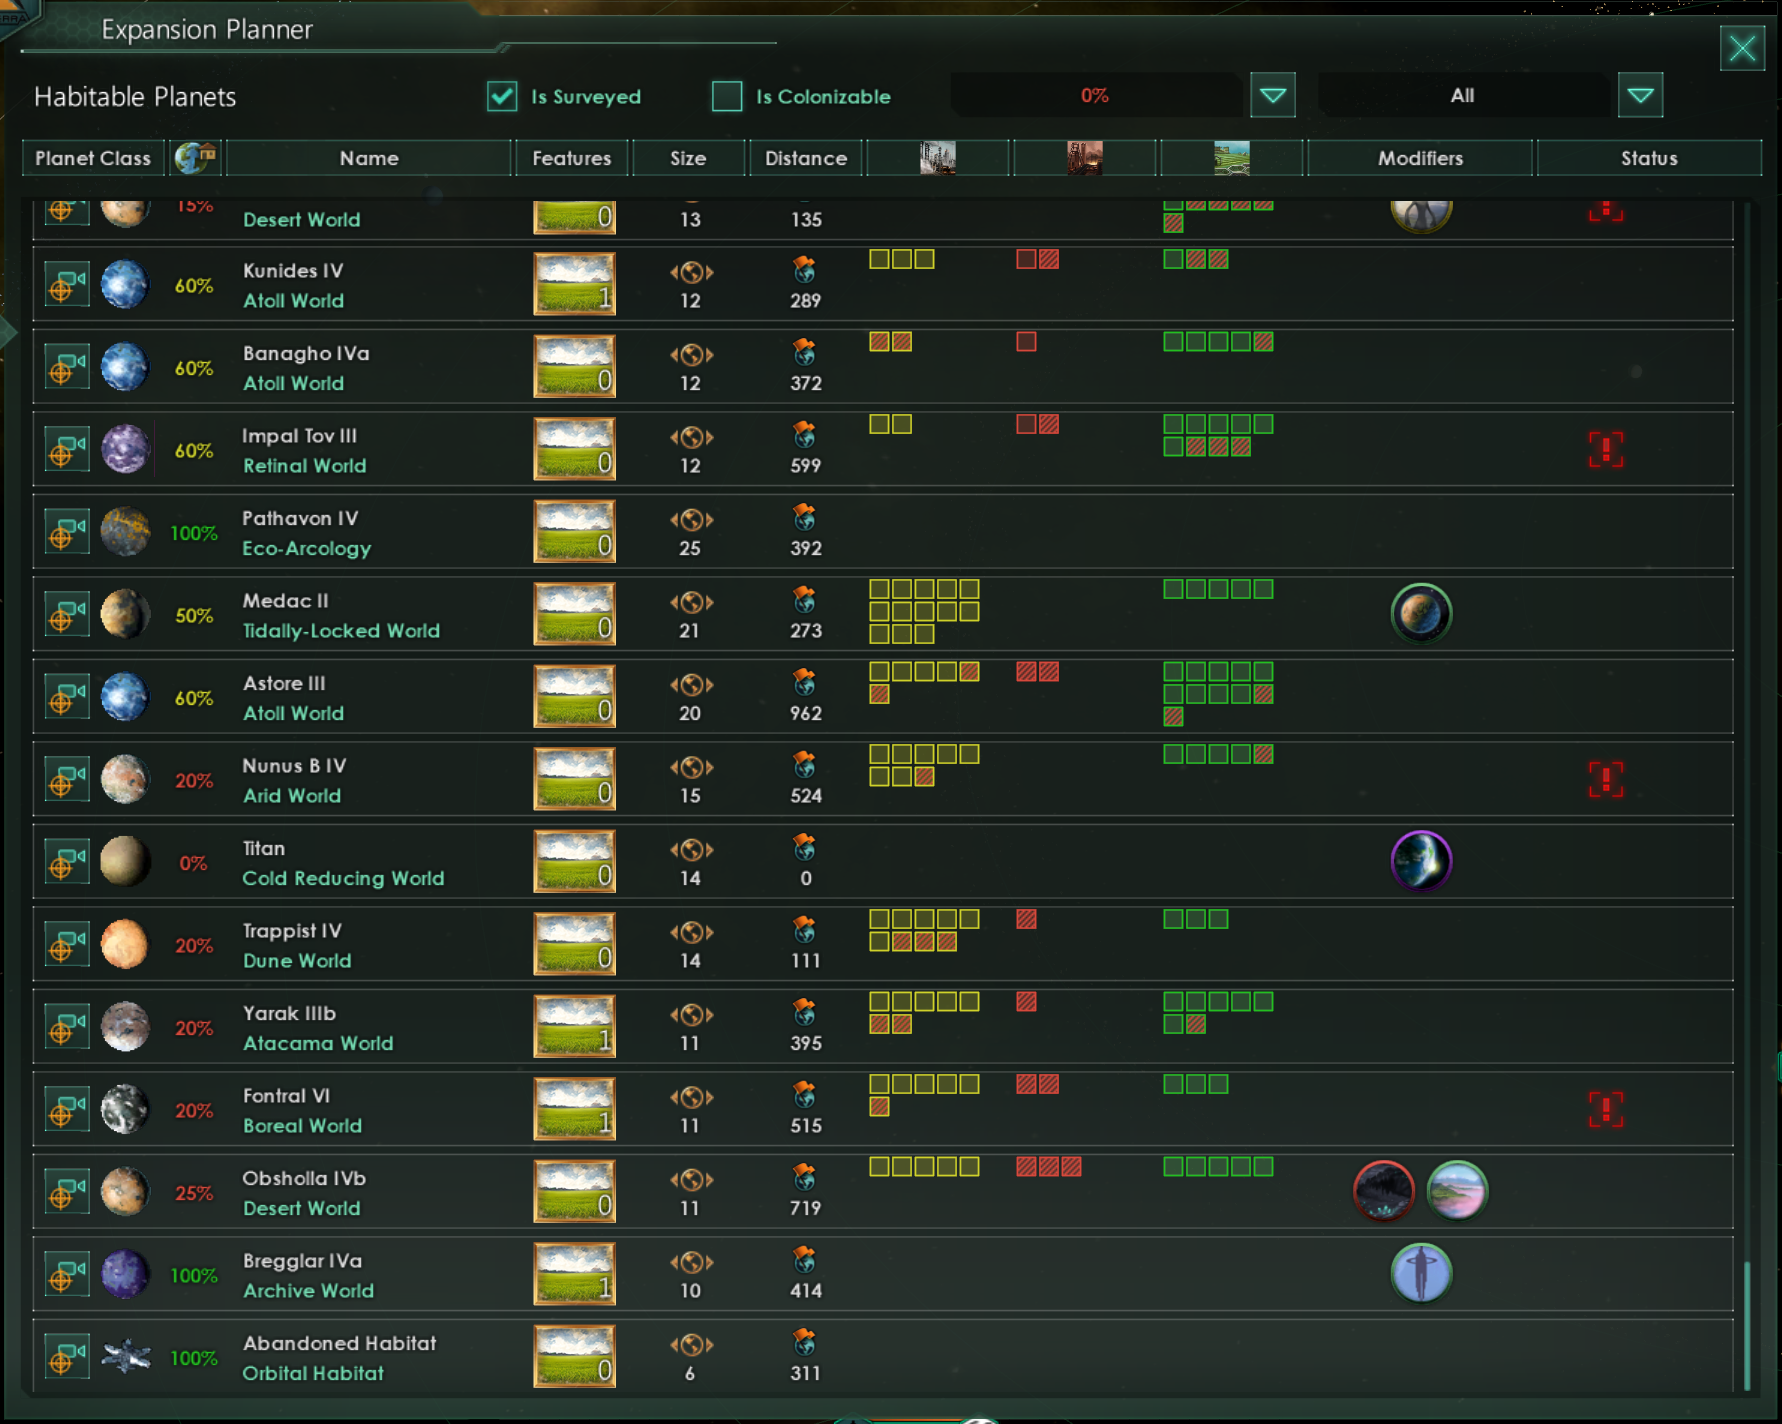 Expansion Planner
Habitable Planets
Is Surveyed
Is Colonizable
0%
All
Planet Class
Name
Features
Size
Distance
Modifiers
Status
15%
Desert World
0
13
135
60%
Kunides IV
Atoll World
1
12
289
60%
Banagho IVa
Atoll World
0
12
372
60%
Impal Tov III
Retinal World
0
12
599
100%
Pathavon IV
Eco-Arcology
0
25
392
50%
Medac II
Tidally-Locked World
0
21
273
60%
Astore III
Atoll World
0
20
962
20%
Nunus B IV
Arid World
0
15
524
0%
Titan
Cold Reducing World
0
14
0
20%
Trappist IV
Dune World
0
14
111
20%
Yarak IIIb
Atacama World
1
11
395
20%
Fontral VI
Boreal World
1
11
515
25%
Obsholla IVb
Desert World
0
11
719
100%
Bregglar IVa
Archive World
1
10
414
100%
Abandoned Habitat
Orbital Habitat
0
6
311